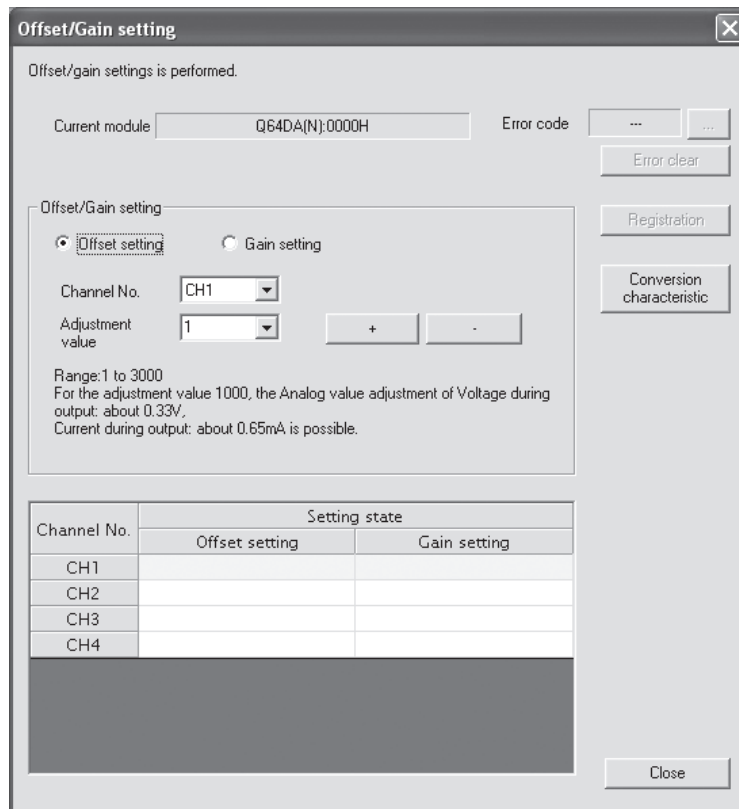 Offset/Gain setting
Offset/gain settings is performed.
Current module Q64DA(N):0000H Error code --- ...
Error clear
Offset/Gain setting
Registration
Offset setting Gain setting
Channel No. CH1
Conversion
characteristic
Adjustment
value
1 + -
Range:1 to 3000
For the adjustment value 1000, the Analog value adjustment of Voltage during
output: about 0.33V,
Current during output: about 0.65mA is possible.
Channel No. Setting state
Offset setting Gain setting
CH1
CH2
CH3
CH4
Close